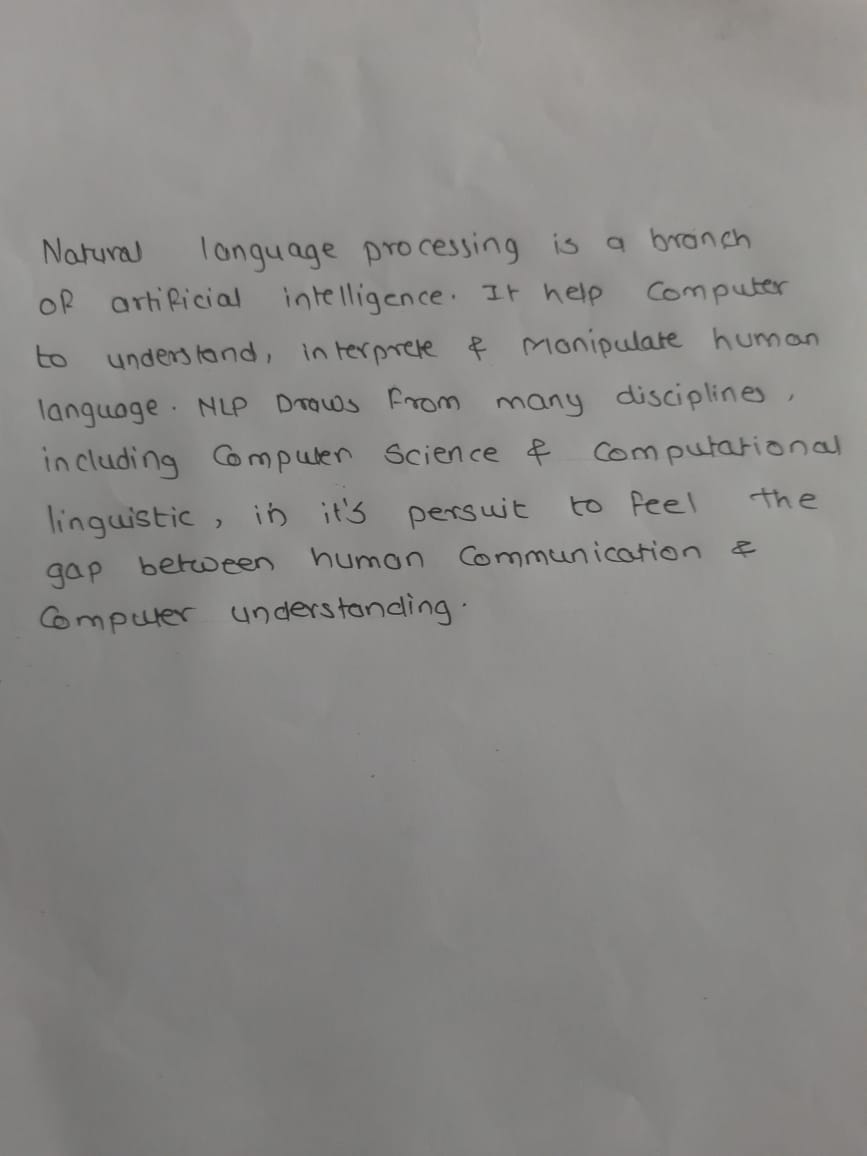 Natural language processing is a branch
of artificial intelligence. It help Computer
to understand, interprete & Manipulate human
language. NLP Draws From many disciplines,
including Computer Science & Computational
linguistic, in it's persuit to feel the
gap between human Communication &
Computer understanding.